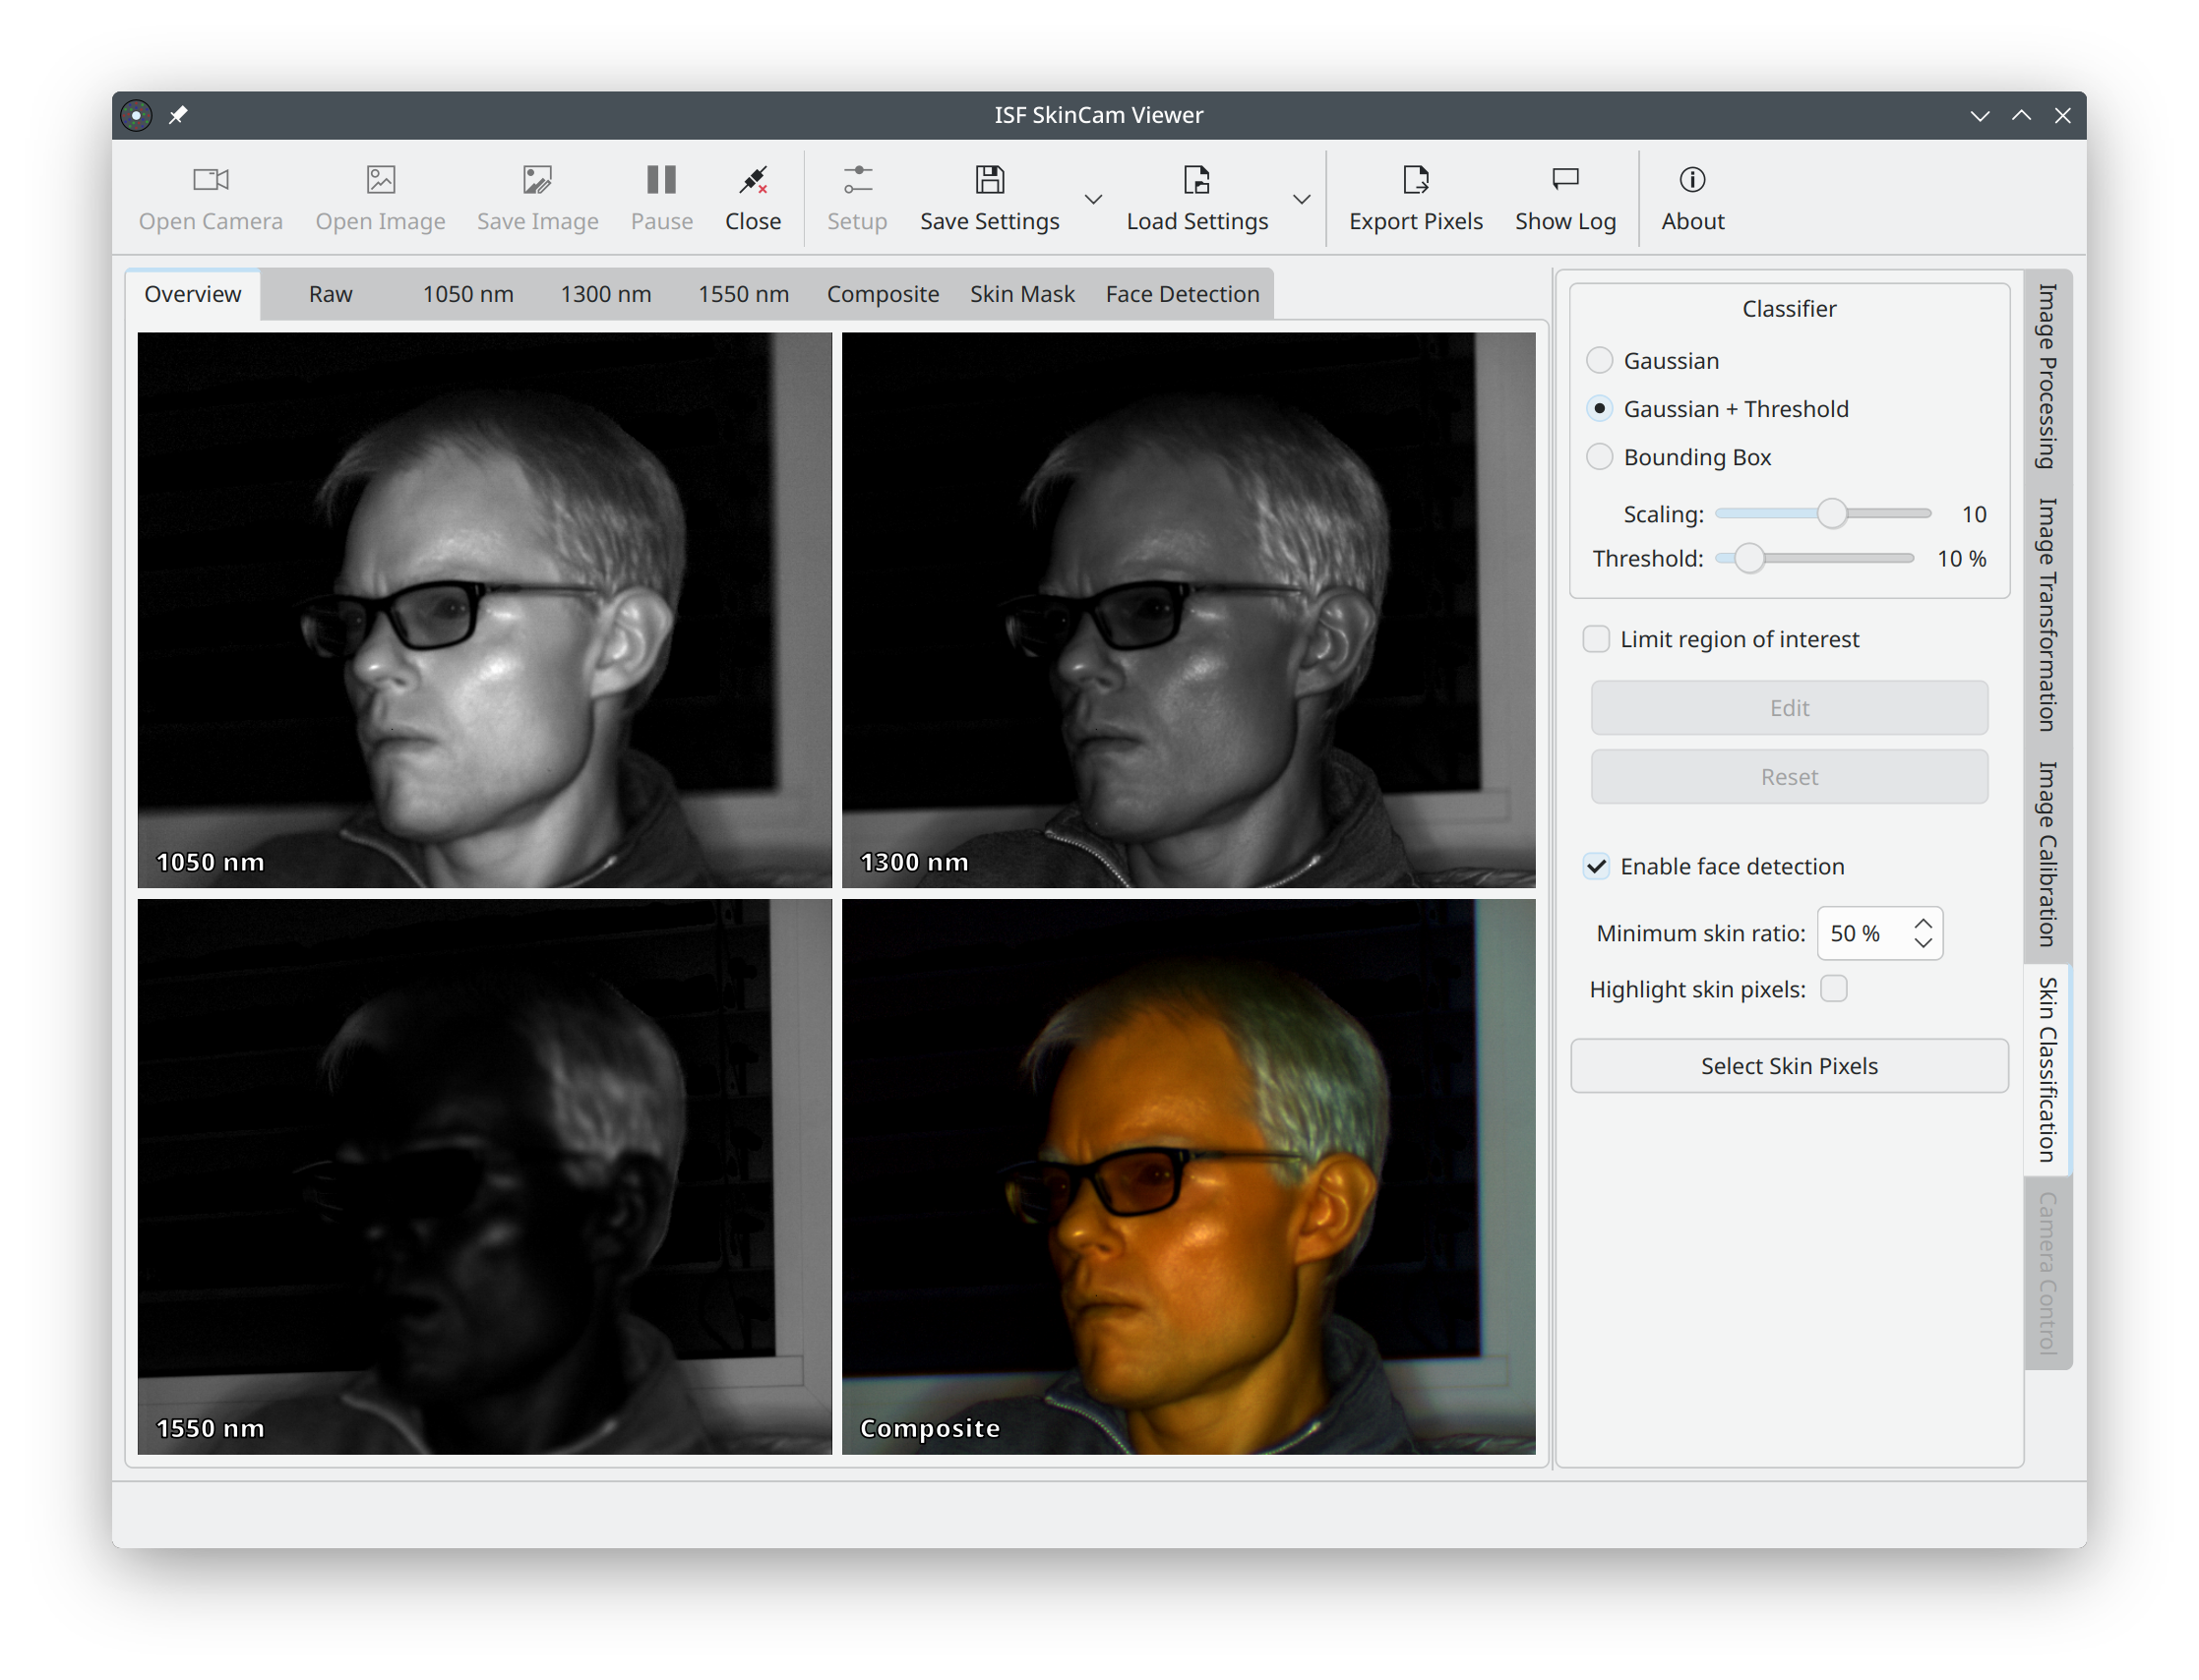 ISF SkinCam Viewer
Open Camera
Open Image
Save Image
Pause
Close
Setup
Save Settings
Load Settings
Export Pixels
Show Log
About
Overview
Raw
1050 nm
1300 nm
1550 nm
Composite
Skin Mask
Face Detection
1050 nm
1300 nm
1550 nm
Composite
Classifier
Gaussian
Gaussian + Threshold
Bounding Box
Scaling: 10
Threshold: 10 %
Limit region of interest
Edit
Reset
Enable face detection
Minimum skin ratio: 50 %
Highlight skin pixels:
Select Skin Pixels
Image Processing
Image Transformation
Image Calibration
Skin Classification
Camera Control